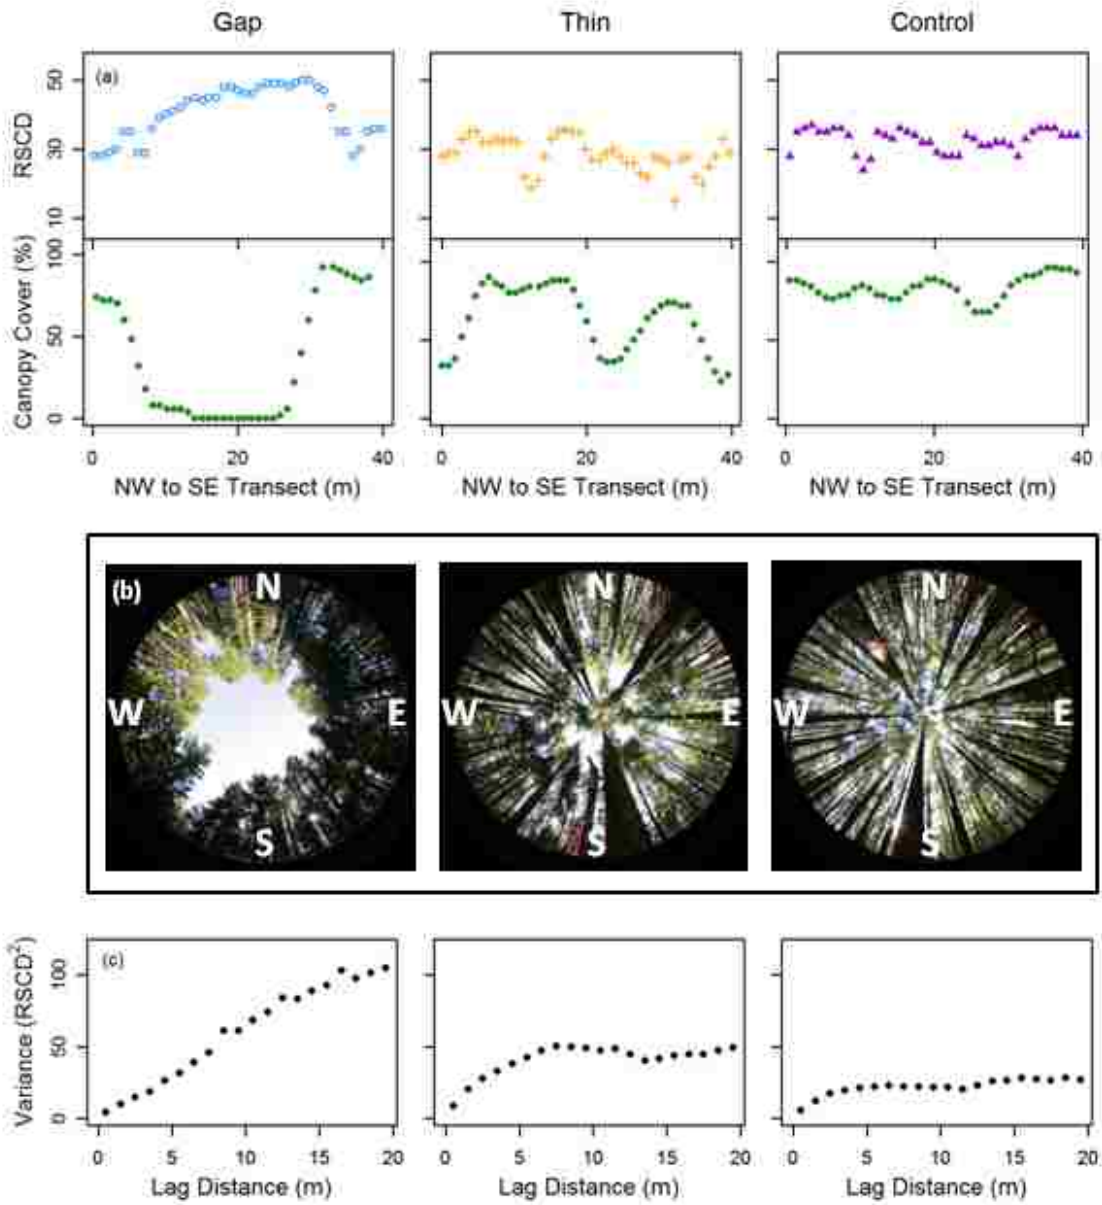 Gap Thin Control
(a)
RSCD
50
30
10
Canopy Cover (%)
100
50
0
0 20 40 0 20 40 0 20 40
NW to SE Transect (m) NW to SE Transect (m) NW to SE Transect (m)
(b)
N N N
W E W E W E
S S S
(c)
Variance (RSCD²)
100
50
0
0 5 10 15 20 0 5 10 15 20 0 5 10 15 20
Lag Distance (m) Lag Distance (m) Lag Distance (m)